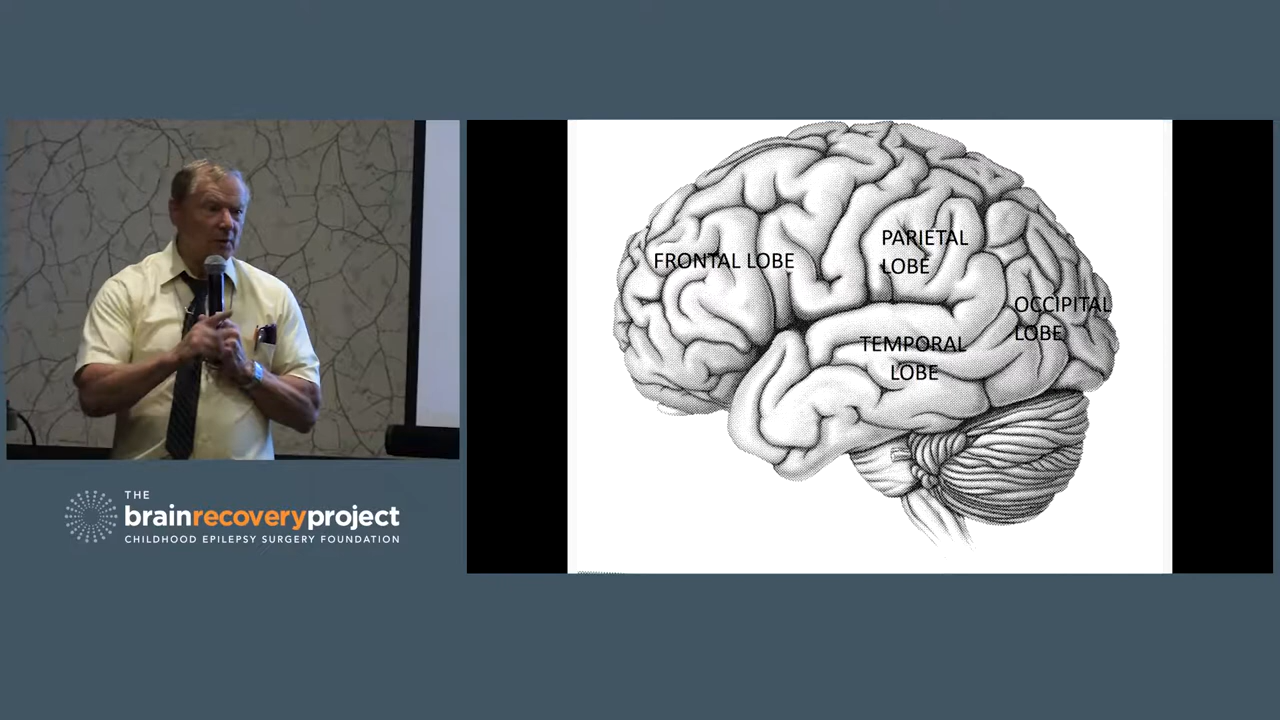 FRONTAL LOBE
PARIETAL
LOBE
OCCIPITAL
LOBE
TEMPORAL
LOBE
THE
brainrecoveryproject
CHILDHOOD EPILEPSY SURGERY FOUNDATION